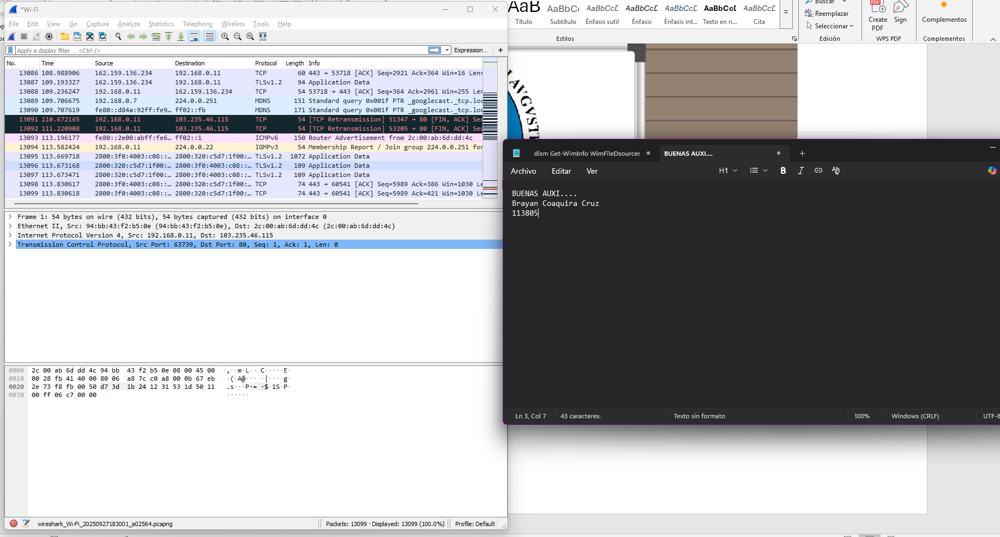 *Wi-Fi
File Edit View Go Capture Analyze Statistics Telephony Wireless Tools Help
Apply a display filter ... <Ctrl-/> Expression... +
No. Time Source Destination Protocol Length Info
13086 108.988906 162.159.136.234 192.168.0.11 TCP 60 443 → 53718 [ACK] Seq=2921 Ack=364 Win=16 Len=
13087 109.193327 162.159.136.234 192.168.0.11 TLSv1.2 94 Application Data
13088 109.236247 192.168.0.11 162.159.136.234 TCP 54 53718 → 443 [ACK] Seq=364 Ack=2961 Win=255 Ler
13089 109.706675 192.168.0.7 224.0.0.251 MDNS 151 Standard query 0x001f PTR _googlecast._tcp.loc
13090 109.707619 fe80::d84a:92ff:fe9… ff02::fb MDNS 171 Standard query 0x001f PTR _googlecast._tcp.loc
13091 110.672165 192.168.0.11 103.235.46.115 TCP 54 [TCP Retransmission] 51347 → 80 [FIN, ACK] Sec
13092 111.220908 192.168.0.11 103.235.46.115 TCP 54 [TCP Retransmission] 53205 → 80 [FIN, ACK] Sec
13093 113.196177 fe80::2e00:abff:fe6… ff02::1 ICMPv6 150 Router Advertisement from 2c:00:ab:6d:dd:4c
13094 113.582424 192.168.0.11 224.0.0.22 IGMPv3 54 Membership Report / Join group 224.0.0.251 for
13095 113.669718 2800:3f0:4003:c08::… 2800:320:c5d7:1f00:… TLSv1.2 1072 Application Data
13096 113.673168 2800:320:c5d7:1f00:… 2800:3f0:4003:c08::… TLSv1.2 109 Application Data
13097 113.673471 2800:320:c5d7:1f00:… 2800:3f0:4003:c08::… TLSv1.2 109 Application Data
13098 113.830617 2800:3f0:4003:c08::… 2800:320:c5d7:1f00:… TCP 74 443 → 60541 [ACK] Seq=5989 Ack=386 Win=1030 Le
13099 113.830618 2800:3f0:4003:c08::… 2800:320:c5d7:1f00:… TCP 74 443 → 60541 [ACK] Seq=5989 Ack=421 Win=1030 Le
Frame 1: 54 bytes on wire (432 bits), 54 bytes captured (432 bits) on interface 0
Ethernet II, Src: 94:bb:43:f2:b5:0e (94:bb:43:f2:b5:0e), Dst: 2c:00:ab:6d:dd:4c (2c:00:ab:6d:dd:4c)
Internet Protocol Version 4, Src: 192.168.0.11, Dst: 103.235.46.115
Transmission Control Protocol, Src Port: 63739, Dst Port: 80, Seq: 1, Ack: 1, Len: 0
0000 2c 00 ab 6d dd 4c 94 bb 43 f2 b5 0e 08 00 45 00 ,··m·L·· C·····E·
0010 00 28 fb 41 40 00 80 06 a8 7c c0 a8 00 0b 67 eb ·(·A@··· ·|····g·
0020 2e 73 f8 fb 00 50 d7 3d 1b 24 12 31 53 1d 50 11 .s···P·= ·$·1S·P·
0030 00 ff 06 c7 00 00 ······
wireshark_Wi-Fi_20250927183001_a02564.pcapng Packets: 13099 · Displayed: 13099 (100.0%) Profile: Default
AaB AaBbCc AaBbCcD AaBbCcD AaBbCcD AaBbCcD AaBbCcD
Título Subtítulo Énfasis sutil Énfasis Énfasis int... Texto en n... Cita
Estilos
Buscar
Reemplazar
Seleccionar
Edición
PDF
Create PDF
Sign
WPS PDF
Complementos
Complementos
AVGVSTI
dism Get-WimInfo WimFileDsources
BUENAS AUXI....
Archivo Editar Ver H1 B I
BUENAS AUXI....
Brayan Coaquira Cruz
113805
Ln 3, Col 7 43 caracteres. Texto sin formato 100% Windows (CRLF) UTF-8